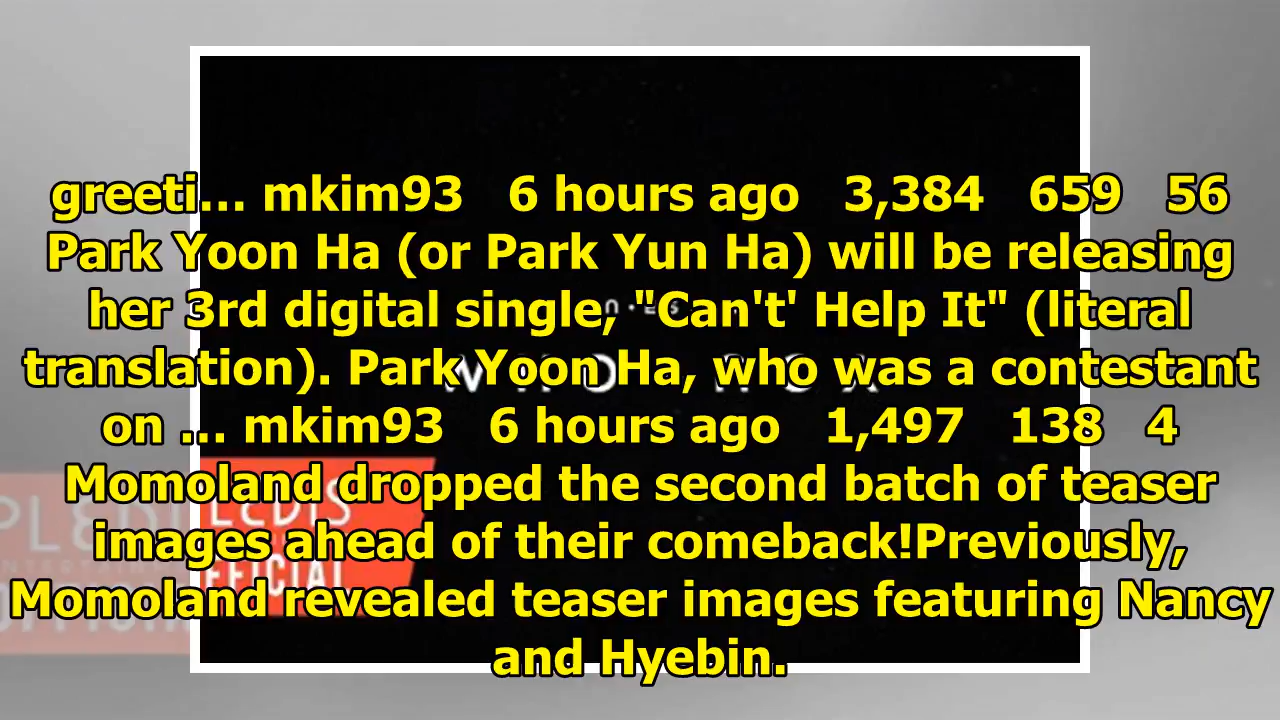 greeti... mkim93 6 hours ago 3,384 659 56
Park Yoon Ha (or Park Yun Ha) will be releasing
her 3rd digital single, "Can't' Help It" (literal
translation). Park Yoon Ha, who was a contestant
on ... mkim93 6 hours ago 1,497 138 4
Momoland dropped the second batch of teaser
images ahead of their comeback!Previously,
Momoland revealed teaser images featuring Nancy
and Hyebin.